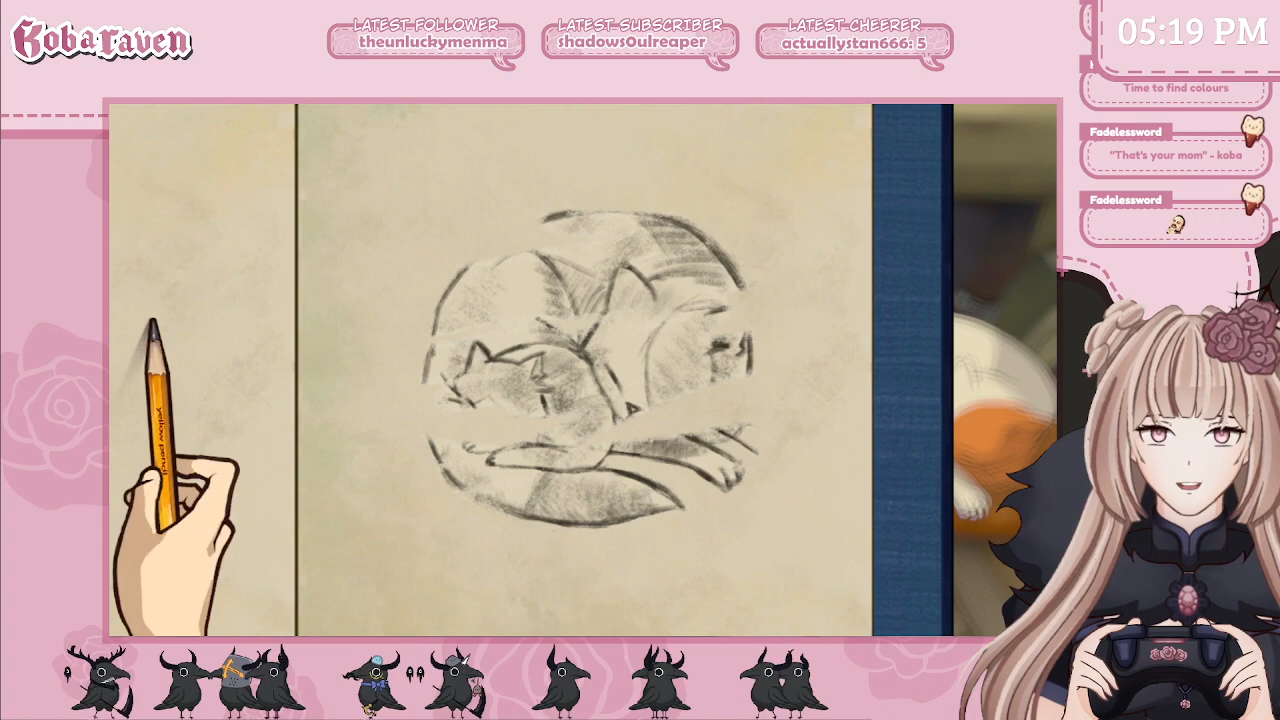 Kobaraven
LATEST FOLLOWER
theunluckymenma
LATEST SUBSCRIBER
shadows0ulreaper
LATEST CHEERER
actuallystan666: 5
05:19 PM
Time to find colours
Fadelessword
"That's your mom" - koba
Fadelessword
yellow pencil